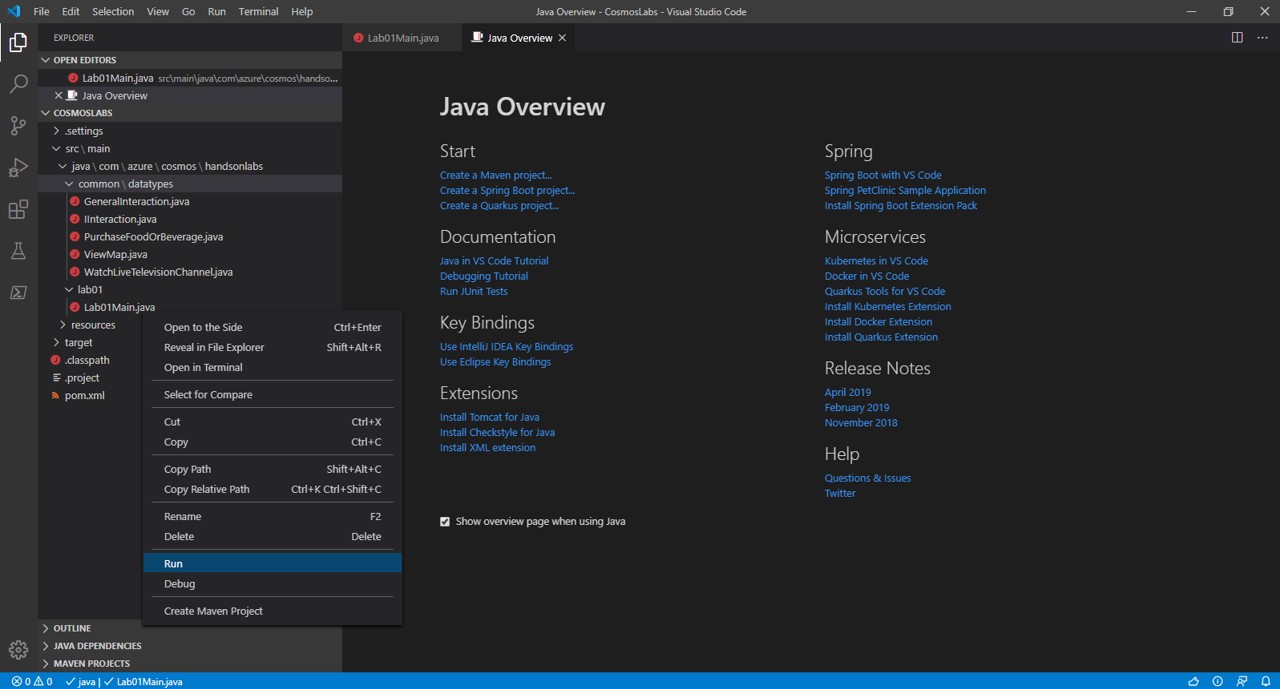 File Edit Selection View Go Run Terminal Help
Java Overview - CosmosLabs - Visual Studio Code
EXPLORER
OPEN EDITORS
Lab01Main.java src\main\java\com\azure\cosmos\handso...
Java Overview
COSMOSLABS
.settings
src \ main
java \ com \ azure \ cosmos \ handsonlabs
common \ datatypes
GeneralInteraction.java
IInteraction.java
PurchaseFoodOrBeverage.java
ViewMap.java
WatchLiveTelevisionChannel.java
lab01
Lab01Main.java
resources
target
.classpath
.project
pom.xml
Open to the Side Ctrl+Enter
Reveal in File Explorer Shift+Alt+R
Open in Terminal
Select for Compare
Cut Ctrl+X
Copy Ctrl+C
Copy Path Shift+Alt+C
Copy Relative Path Ctrl+K Ctrl+Shift+C
Rename F2
Delete Delete
Run
Debug
Create Maven Project
OUTLINE
JAVA DEPENDENCIES
MAVEN PROJECTS
Lab01Main.java
Java Overview
Java Overview
Start
Create a Maven project...
Create a Spring Boot project...
Create a Quarkus project...
Documentation
Java in VS Code Tutorial
Debugging Tutorial
Run JUnit Tests
Key Bindings
Use IntelliJ IDEA Key Bindings
Use Eclipse Key Bindings
Extensions
Install Tomcat for Java
Install Checkstyle for Java
Install XML extension
Spring
Spring Boot with VS Code
Spring PetClinic Sample Application
Install Spring Boot Extension Pack
Microservices
Kubernetes in VS Code
Docker in VS Code
Quarkus Tools for VS Code
Install Kubernetes Extension
Install Docker Extension
Install Quarkus Extension
Release Notes
April 2019
February 2019
November 2018
Help
Questions & Issues
Twitter
Show overview page when using Java
0 0 java | Lab01Main.java